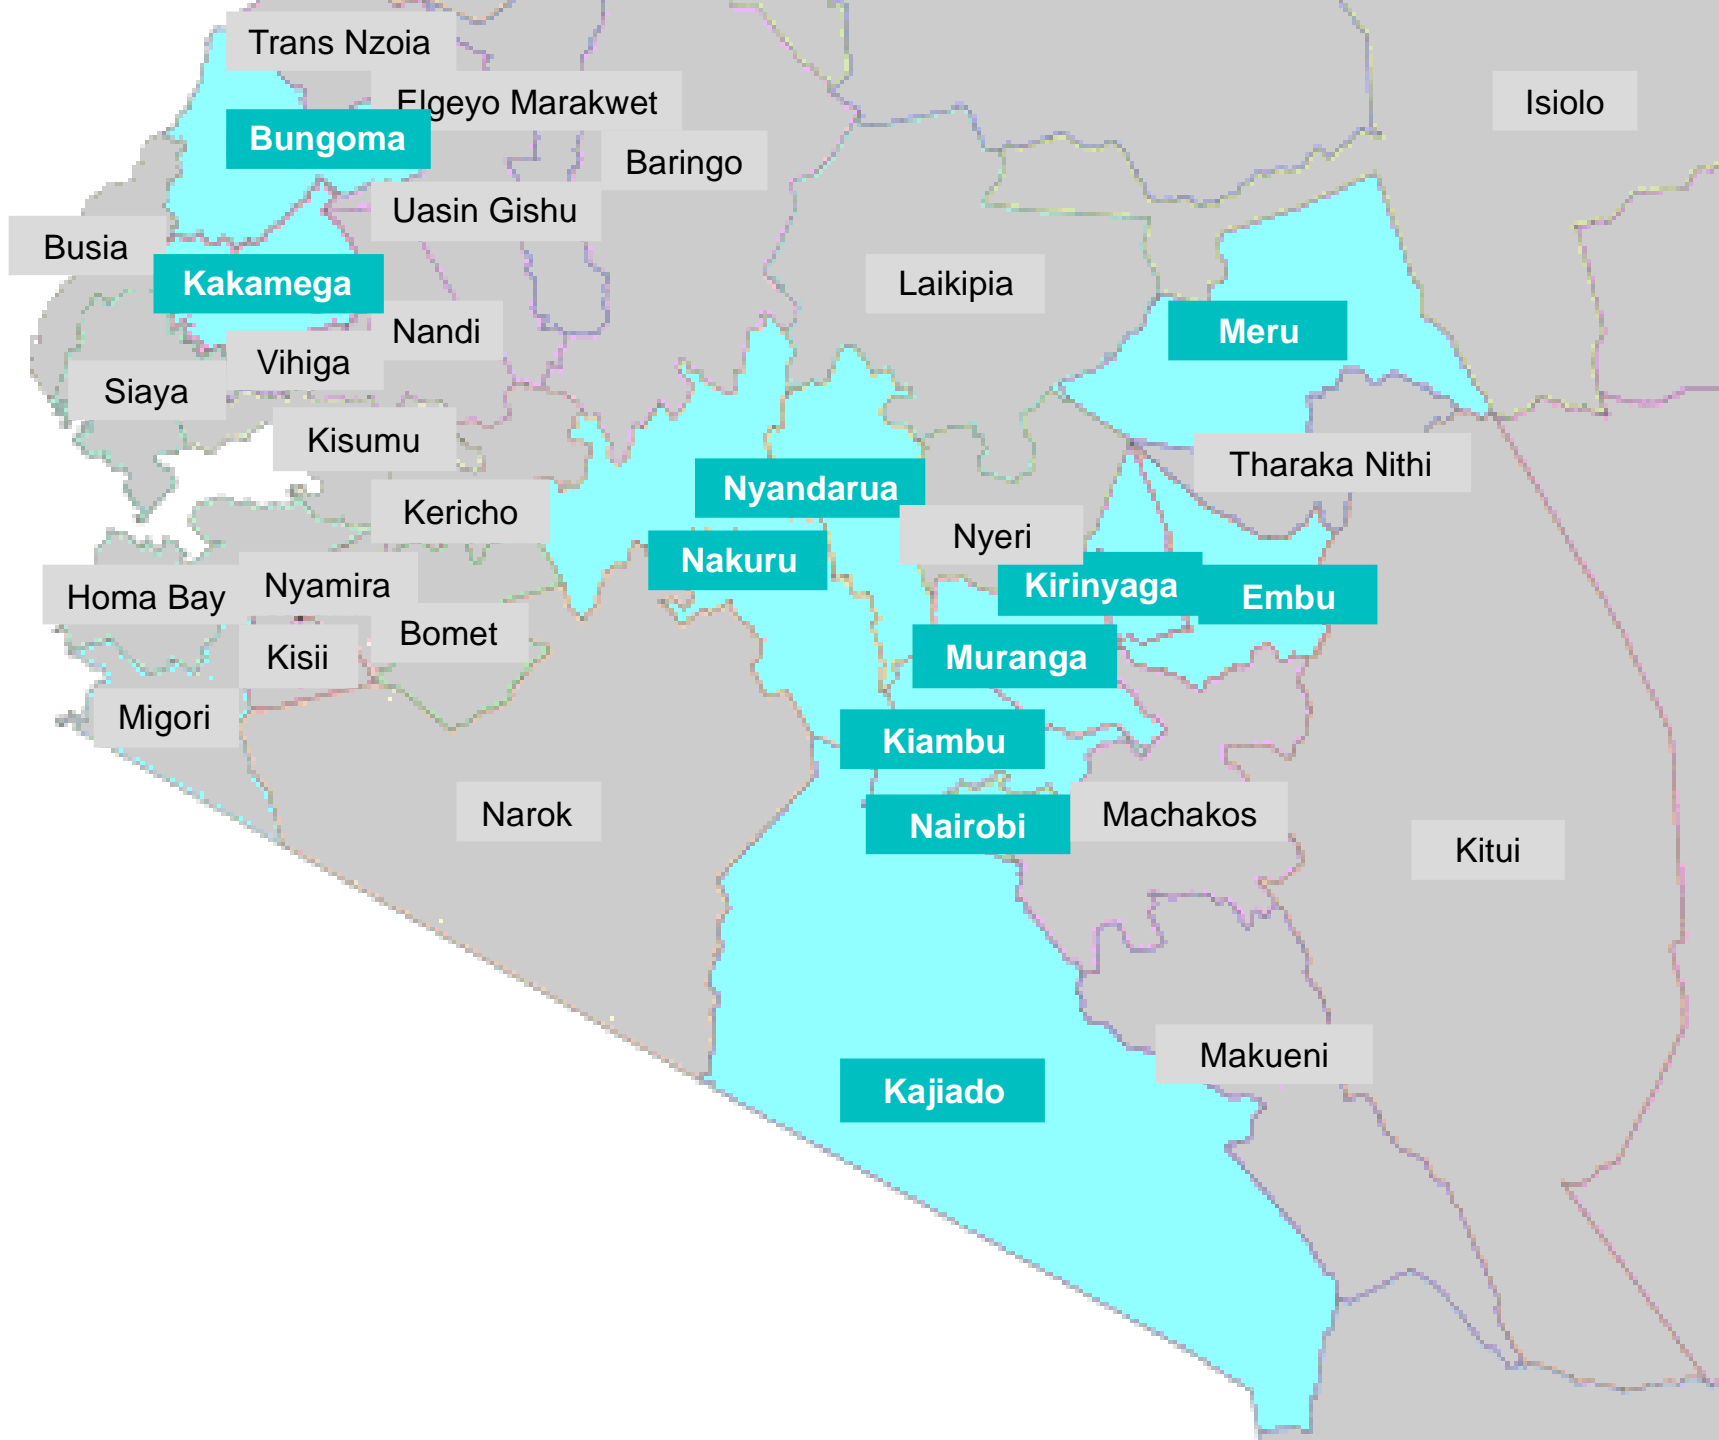 Trans Nzoia
Elgeyo Marakwet
Isiolo
Bungoma
Baringo
Uasin Gishu
Busia
Kakamega
Laikipia
Nandi
Meru
Vihiga
Siaya
Kisumu
Tharaka Nithi
Nyandarua
Kericho
Nyeri
Nakuru
Nyamira
Kirinyaga
Homa Bay
Embu
Bomet
Kisii
Muranga
Migori
Kiambu
Narok
Machakos
Nairobi
Kitui
Makueni
Kajiado